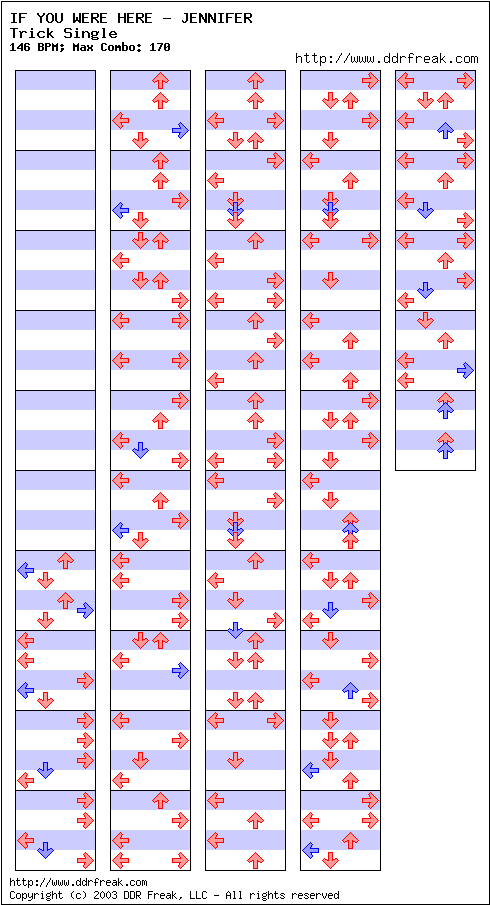 IF YOU WERE HERE - JENNIFER
Trick Single
146 BPM; Max Combo: 170
http://www.ddrfreak.com
http://www.ddrfreak.com
Copyright (c) 2003 DDR Freak, LLC - All rights reserved